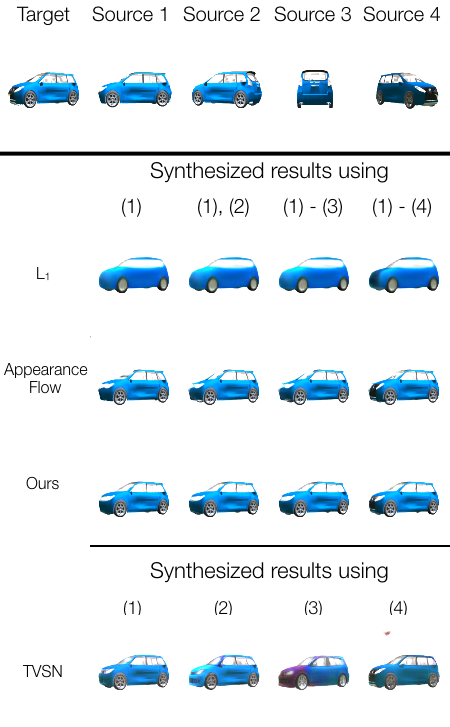 Target Source 1 Source 2 Source 3 Source 4
Synthesized results using
(1) (1), (2) (1) - (3) (1) - (4)
L₁
Appearance
Flow
Ours
Synthesized results using
(1) (2) (3) (4)
TVSN